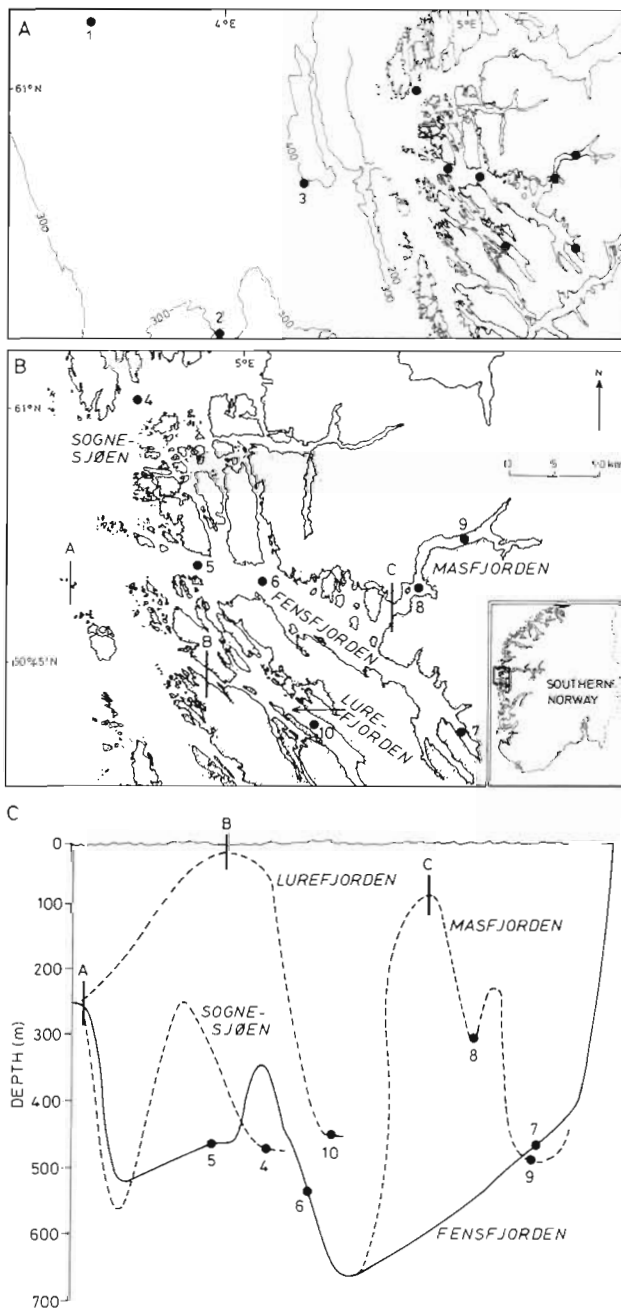 A
1
4°E
5°E
61°N
400
3
300
200
300
300
2
300
B
5°E
N
61°N
4
SOGNE-
SJØEN
0 5 10 km
A
9
5
6
C
MASFJORDEN
8
FENSFJORDEN
60°45'N
B
LURE-
FJORDEN
10
7
SOUTHERN
NORWAY
C
B
0
LUREFJORDEN
C
100
MASFJORDEN
A
200
SOGNE-
SJØEN
300
8
DEPTH (m)
400
10
7
5
4
9
500
6
600
FENSFJORDEN
700